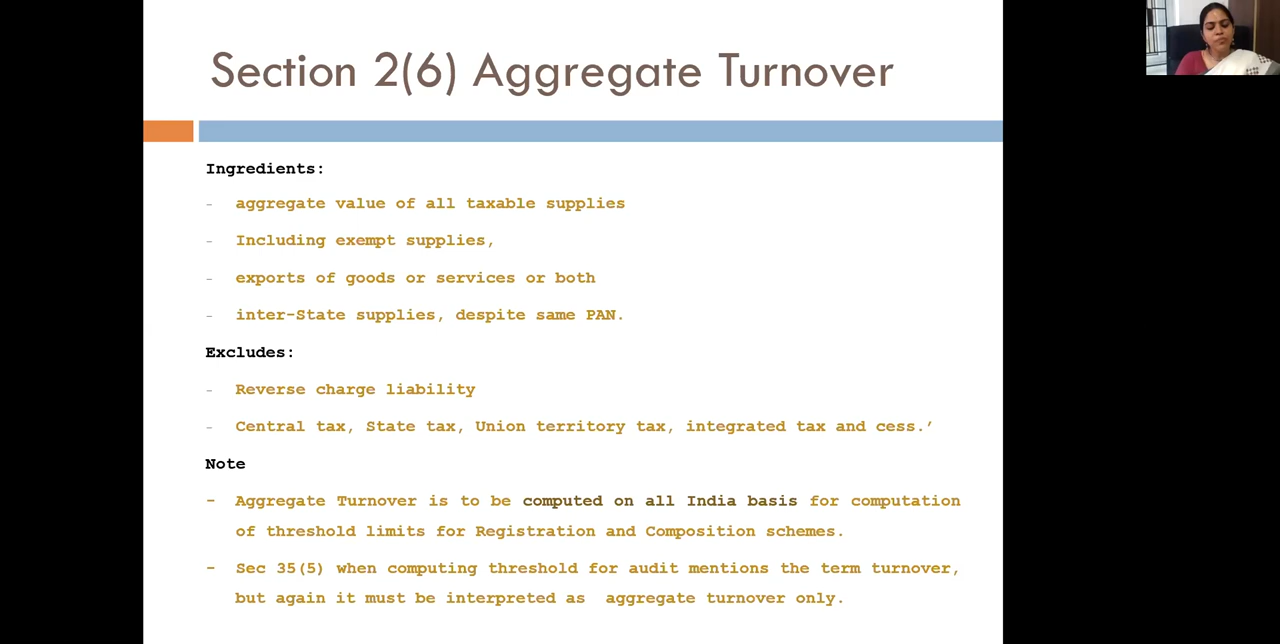 Section 2(6) Aggregate Turnover
Ingredients:
- aggregate value of all taxable supplies
- Including exempt supplies,
- exports of goods or services or both
- inter-State supplies, despite same PAN.
Excludes:
- Reverse charge liability
- Central tax, State tax, Union territory tax, integrated tax and cess.’
Note
- Aggregate Turnover is to be computed on all India basis for computation
of threshold limits for Registration and Composition schemes.
- Sec 35(5) when computing threshold for audit mentions the term turnover,
but again it must be interpreted as aggregate turnover only.